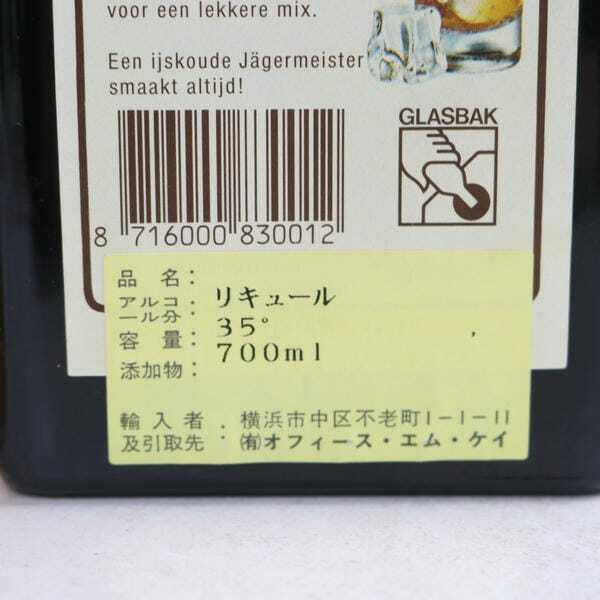 voor een lekkere mix.
Een ijskoude Jägermeister
smaakt altijd!
GLASBAK
8 716000 830012
品 名:
アルコール分: リキュール
35°
容 量: 700ml
添加物:
輸入者. 横浜市中区不老町1-1-11
及引取先 ㈲オフィース・エム・ケイ